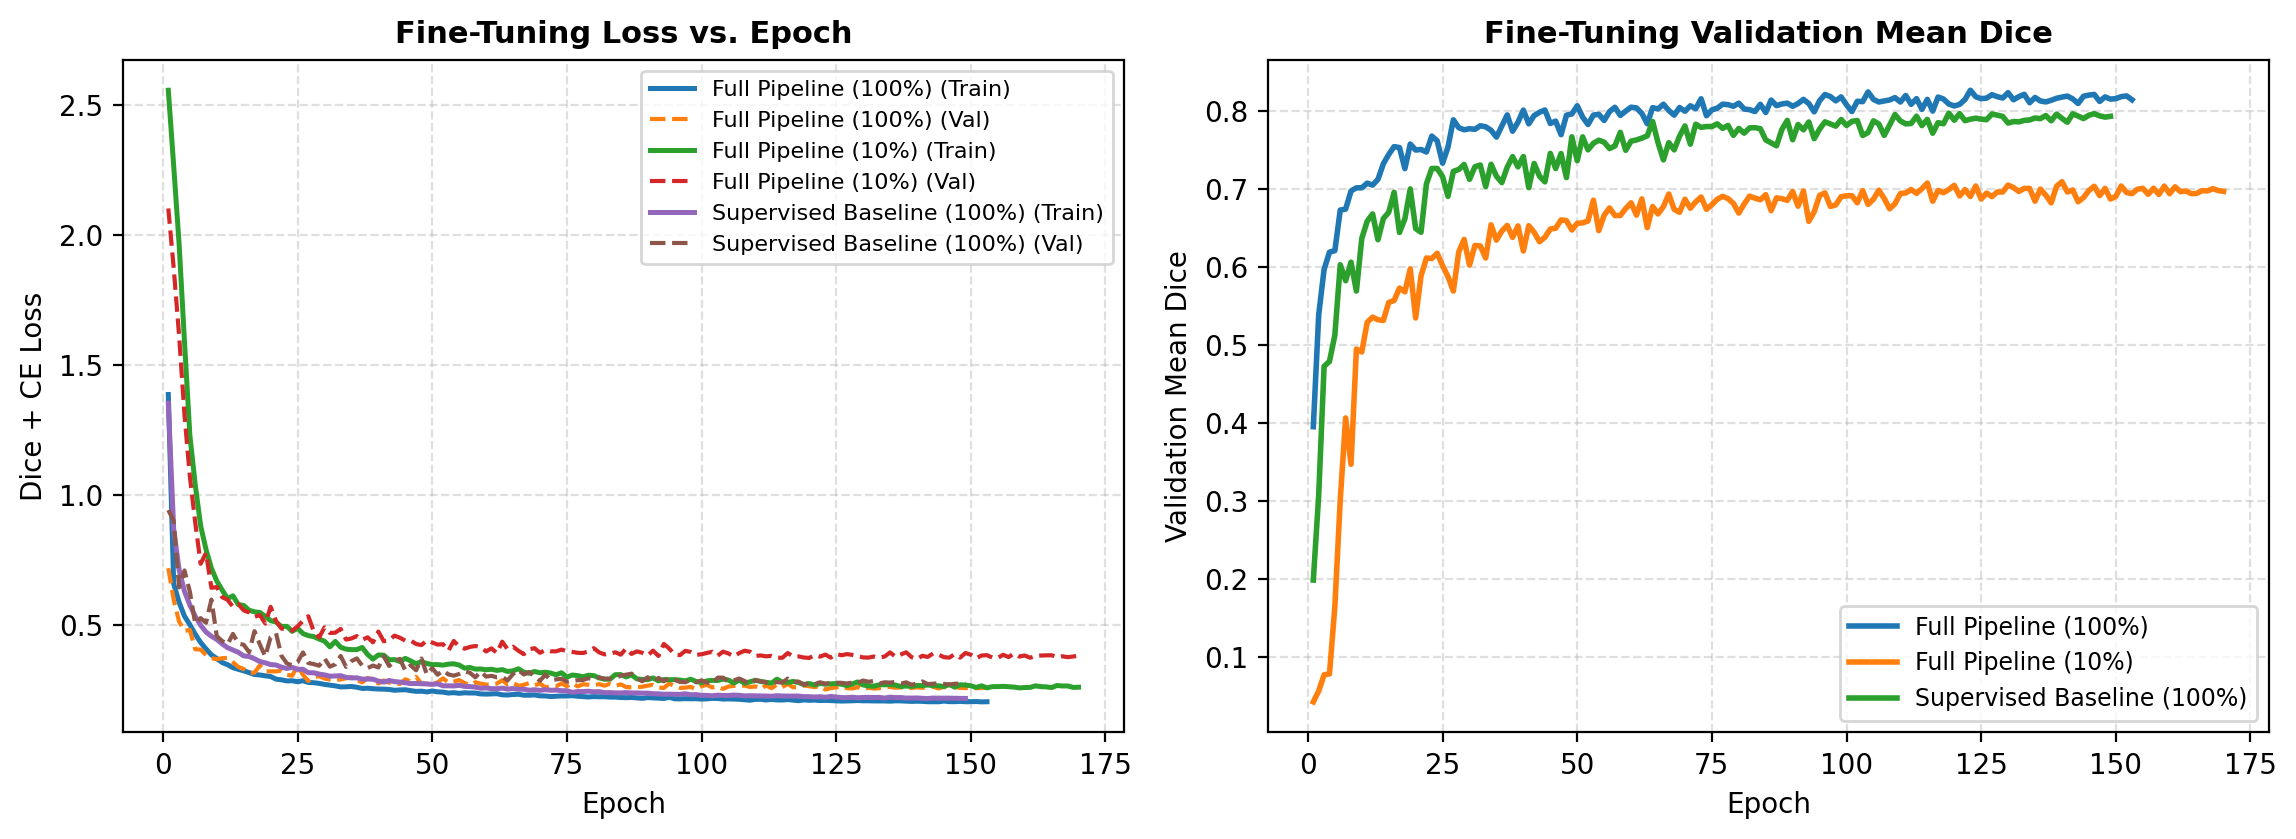 Fine-Tuning Loss vs. Epoch
Dice + CE Loss
2.5
2.0
1.5
1.0
0.5
Full Pipeline (100%) (Train)
Full Pipeline (100%) (Val)
Full Pipeline (10%) (Train)
Full Pipeline (10%) (Val)
Supervised Baseline (100%) (Train)
Supervised Baseline (100%) (Val)
0 25 50 75 100 125 150 175
Epoch
Fine-Tuning Validation Mean Dice
Validation Mean Dice
0.8
0.7
0.6
0.5
0.4
0.3
0.2
0.1
Full Pipeline (100%)
Full Pipeline (10%)
Supervised Baseline (100%)
0 25 50 75 100 125 150 175
Epoch